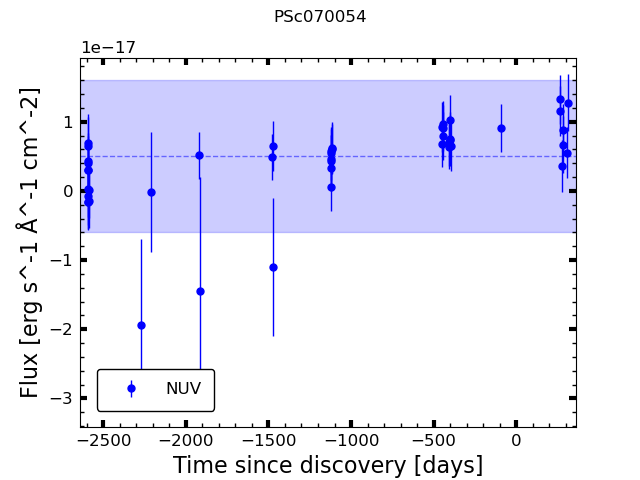 PSc070054
1e−17
1
0
−1
−2
−3
Flux [erg s^-1 Å^-1 cm^-2]
NUV
−2500 −2000 −1500 −1000 −500 0
Time since discovery [days]